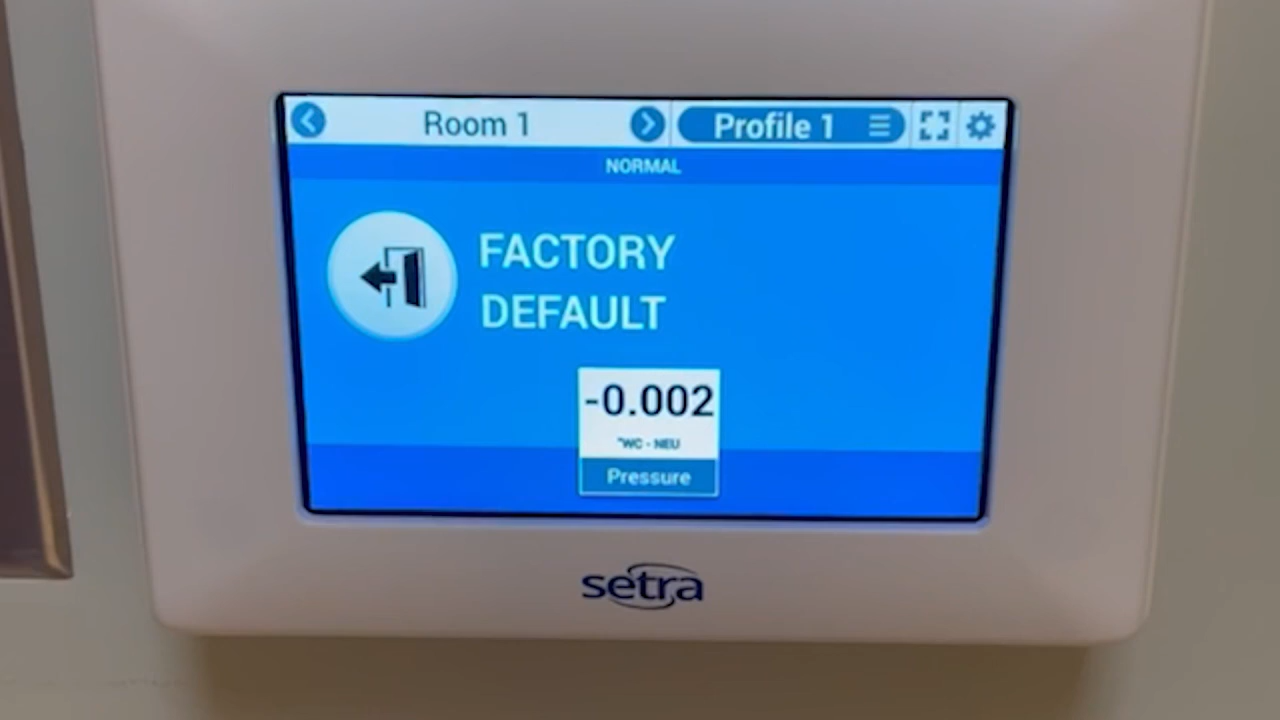 Room 1
Profile 1
NORMAL
FACTORY
DEFAULT
-0.002
"WC - NEU
Pressure
setra